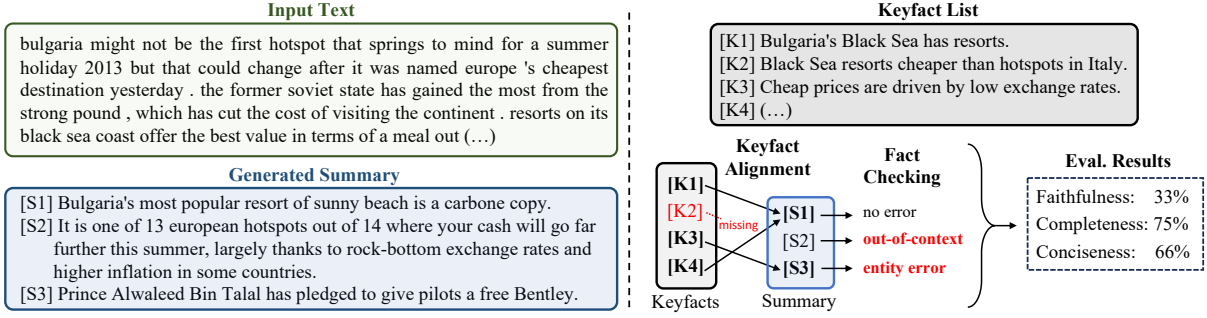 Input Text
bulgaria might not be the first hotspot that springs to mind for a summer
holiday 2013 but that could change after it was named europe 's cheapest
destination yesterday . the former soviet state has gained the most from the
strong pound , which has cut the cost of visiting the continent . resorts on its
black sea coast offer the best value in terms of a meal out (…)
Generated Summary
[S1] Bulgaria's most popular resort of sunny beach is a carbone copy.
[S2] It is one of 13 european hotspots out of 14 where your cash will go far
further this summer, largely thanks to rock-bottom exchange rates and
higher inflation in some countries.
[S3] Prince Alwaleed Bin Talal has pledged to give pilots a free Bentley.
Keyfact List
[K1] Bulgaria's Black Sea has resorts.
[K2] Black Sea resorts cheaper than hotspots in Italy.
[K3] Cheap prices are driven by low exchange rates.
[K4] (…)
Keyfact
Alignment
[K1]
[K2]
[K3]
[K4]
Keyfacts
missing
[S1]
[S2]
[S3]
Summary
Fact
Checking
no error
out-of-context
entity error
Eval. Results
Faithfulness: 33%
Completeness: 75%
Conciseness: 66%